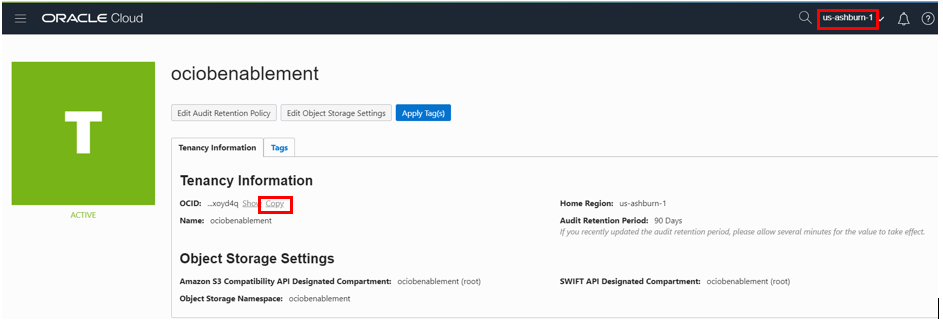 ORACLE Cloud
us-ashburn-1
ociobenablement
Edit Audit Retention Policy
Edit Object Storage Settings
Apply Tag(s)
T
ACTIVE
Tenancy Information
Tags
Tenancy Information
OCID: ...xoyd4q Show Copy
Home Region: us-ashburn-1
Name: ociobenablement
Audit Retention Period: 90 Days
If you recently updated the audit retention period, please allow several minutes for the value to take effect.
Object Storage Settings
Amazon S3 Compatibility API Designated Compartment: ociobenablement (root)
SWIFT API Designated Compartment: ociobenablement (root)
Object Storage Namespace: ociobenablement